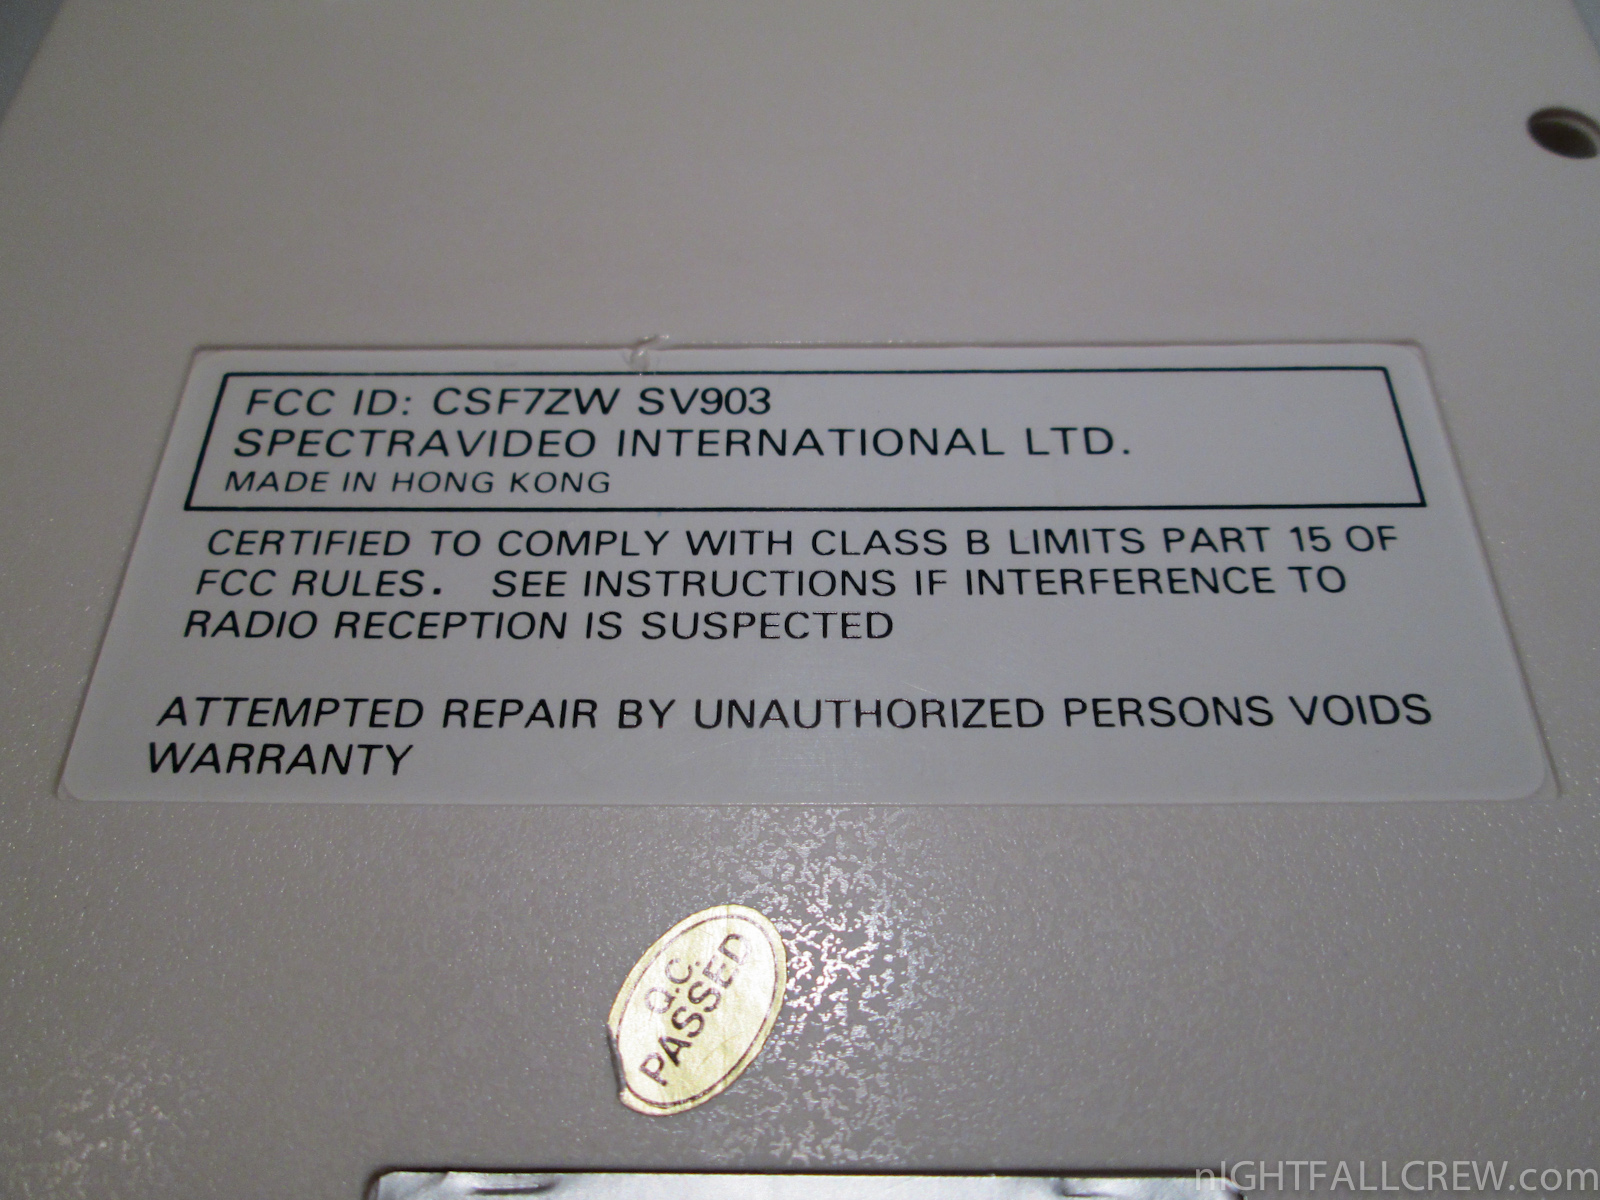 FCC ID: CSF7ZW SV903
SPECTRAVIDEO INTERNATIONAL LTD.
MADE IN HONG KONG
CERTIFIED TO COMPLY WITH CLASS B LIMITS PART 15 OF
FCC RULES. SEE INSTRUCTIONS IF INTERFERENCE TO
RADIO RECEPTION IS SUSPECTED
ATTEMPTED REPAIR BY UNAUTHORIZED PERSONS VOIDS
WARRANTY
Q.C.
PASSED
nIGHTFALLCREW.com